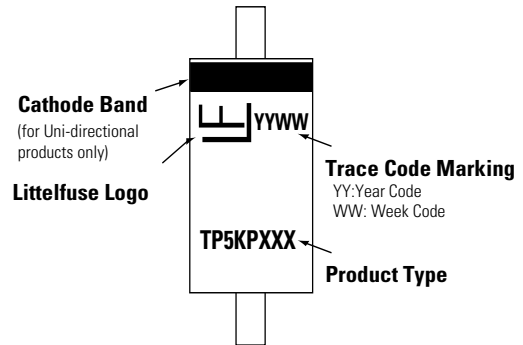 Cathode Band
(for Uni-directional
products only)
Littelfuse Logo
YYWW
Trace Code Marking
YY:Year Code
WW: Week Code
TP5KPXXX
Product Type